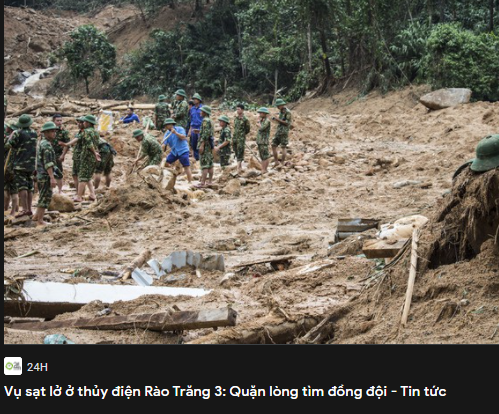 24H
Vụ sạt lở ở thủy điện Rào Trăng 3: Quặn lòng tìm đồng đội - Tin tức